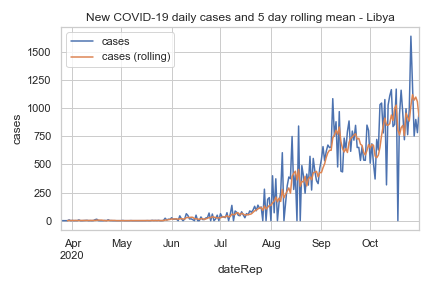 New COVID-19 daily cases and 5 day rolling mean - Libya
cases
cases (rolling)
1500
1250
1000
750
500
250
0
cases
Apr
2020
May
Jun
Jul
Aug
Sep
Oct
dateRep